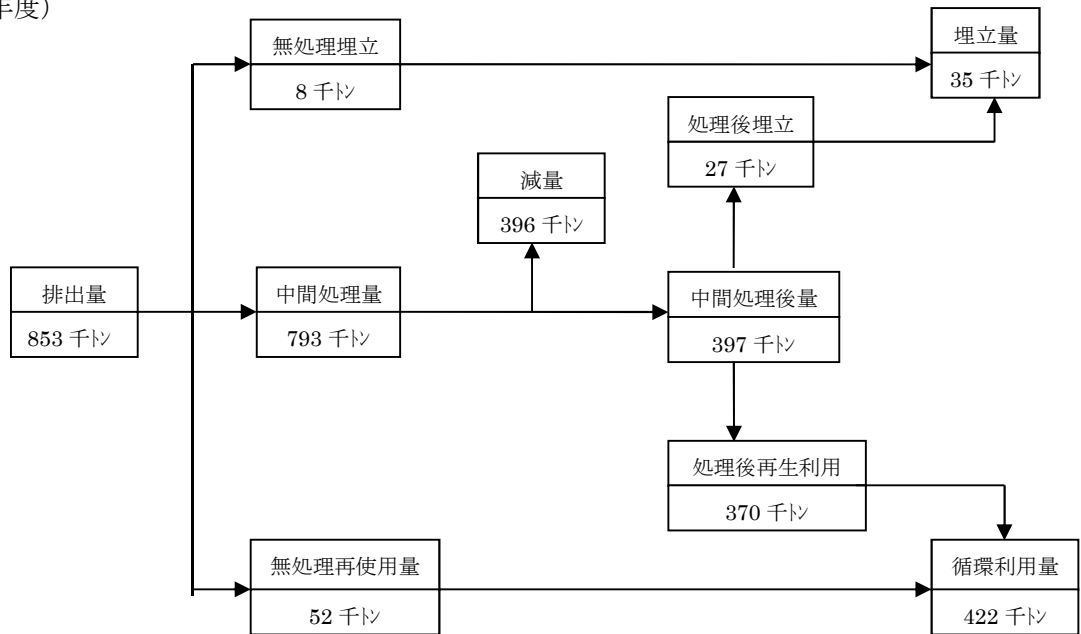 年度）
無処理埋立
8 千トン
埋立量
35 千トン
処理後埋立
27 千トン
減量
396 千トン
排出量
853 千トン
中間処理量
793 千トン
中間処理後量
397 千トン
処理後再生利用
370 千トン
無処理再使用量
52 千トン
循環利用量
422 千トン